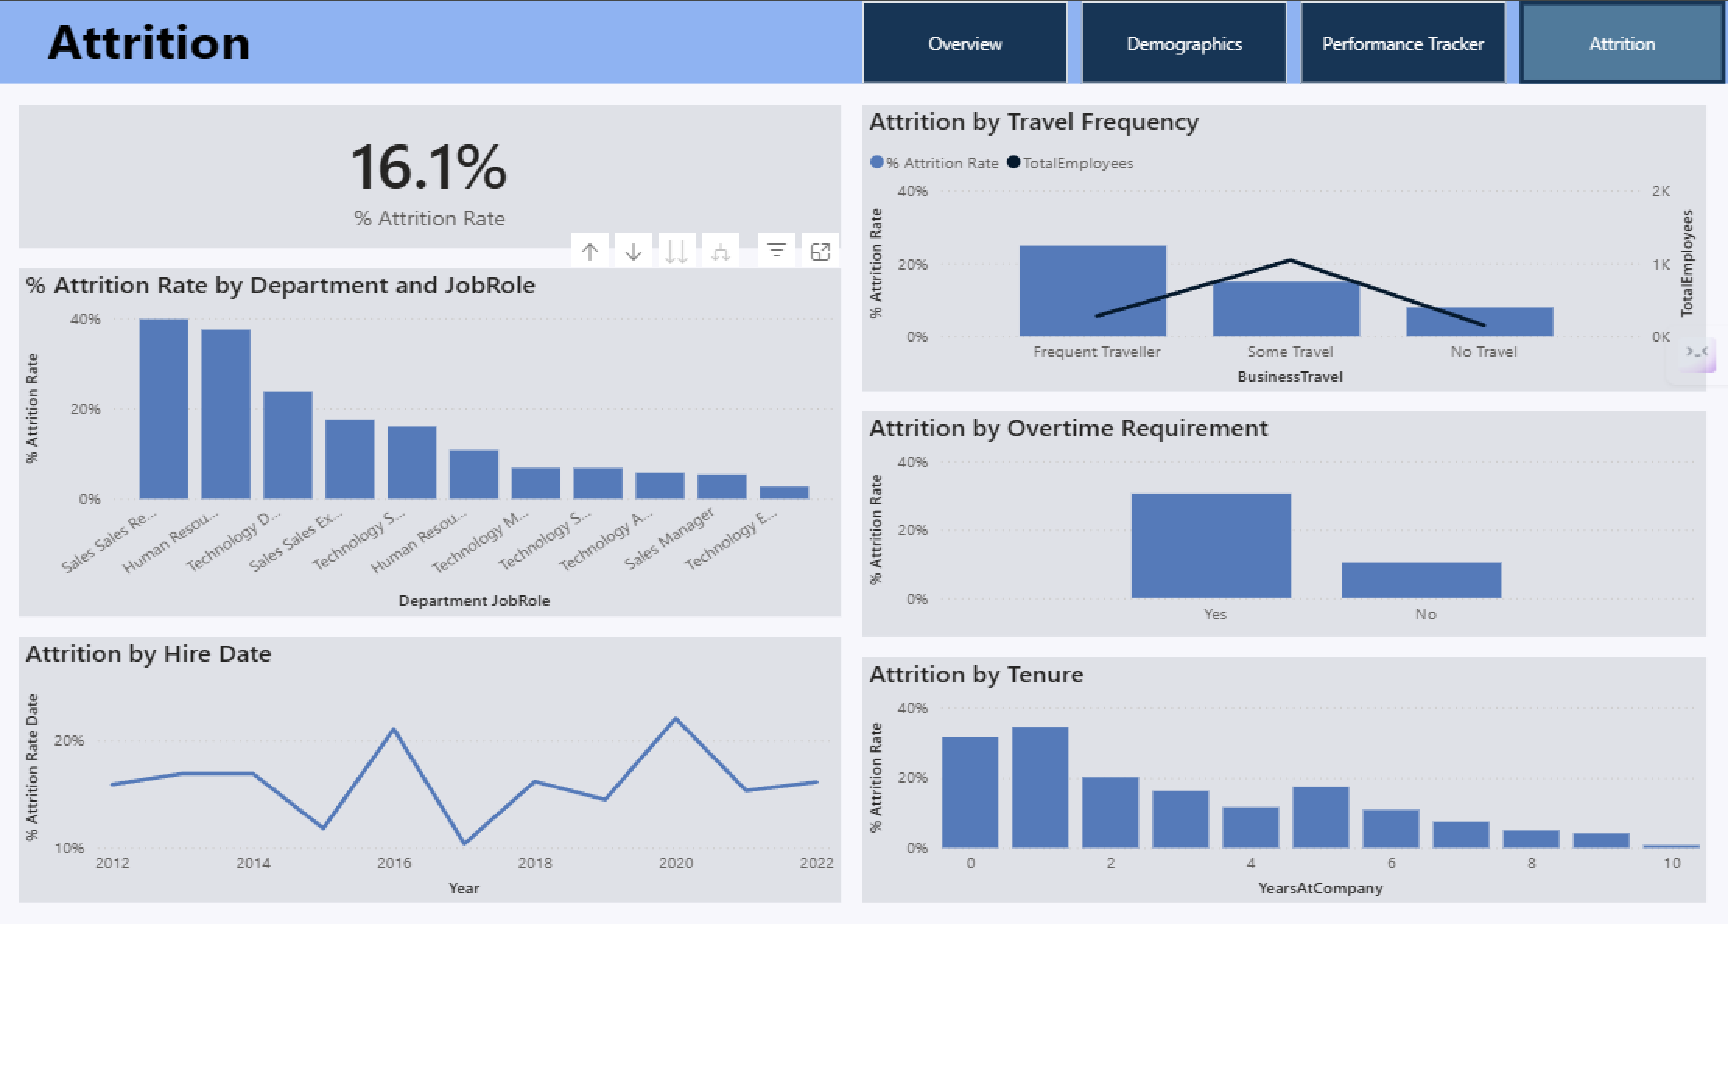 Attrition
Overview
Demographics
Performance Tracker
Attrition
16.1%
% Attrition Rate
% Attrition Rate by Department and JobRole
% Attrition Rate
40%
20%
0%
Sales Sales Re...
Human Resou...
Technology D...
Sales Sales Ex...
Technology S...
Human Resou...
Technology M...
Technology S...
Technology A...
Sales Manager
Technology E...
Department JobRole
Attrition by Hire Date
% Attrition Rate Date
20%
10%
2012 2014 2016 2018 2020 2022
Year
Attrition by Travel Frequency
% Attrition Rate TotalEmployees
% Attrition Rate
40%
20%
0%
2K
1K
0K
TotalEmployees
Frequent Traveller Some Travel No Travel
BusinessTravel
Attrition by Overtime Requirement
% Attrition Rate
40%
20%
0%
Yes No
Attrition by Tenure
% Attrition Rate
40%
20%
0%
0 2 4 6 8 10
YearsAtCompany